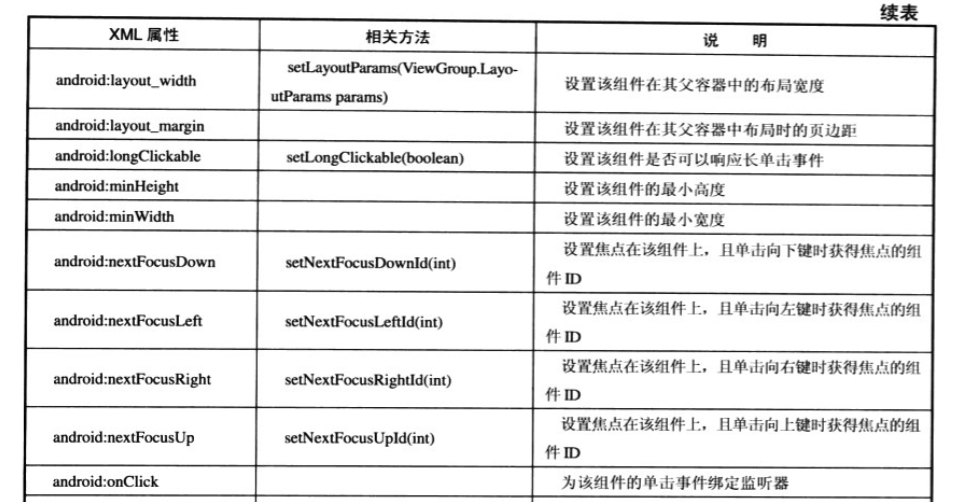 续表
XML 属性 相关方法 说 明
android:layout_width setLayoutParams(ViewGroup.Layo-
utParams params) 设置该组件在其父容器中的布局宽度
android:layout_margin 设置该组件在其父容器中布局时的页边距
android:longClickable setLongClickable(boolean) 设置该组件是否可以响应长单击事件
android:minHeight 设置该组件的最小高度
android:minWidth 设置该组件的最小宽度
android:nextFocusDown setNextFocusDownId(int) 设置焦点在该组件上，且单击向下键时获得焦点的组
件 ID
android:nextFocusLeft setNextFocusLeftId(int) 设置焦点在该组件上，且单击向左键时获得焦点的组
件 ID
android:nextFocusRight setNextFocusRightId(int) 设置焦点在该组件上，且单击向右键时获得焦点的组
件 ID
android:nextFocusUp setNextFocusUpId(int) 设置焦点在该组件上，且单击向上键时获得焦点的组
件 ID
android:onClick 为该组件的单击事件绑定监听器